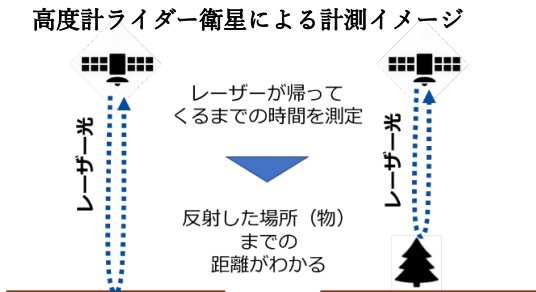 高度計ライダー衛星による計測イメージ
レーザー光
レーザーが帰って
くるまでの時間を測定
反射した場所（物）
までの
距離がわかる
レーザー光